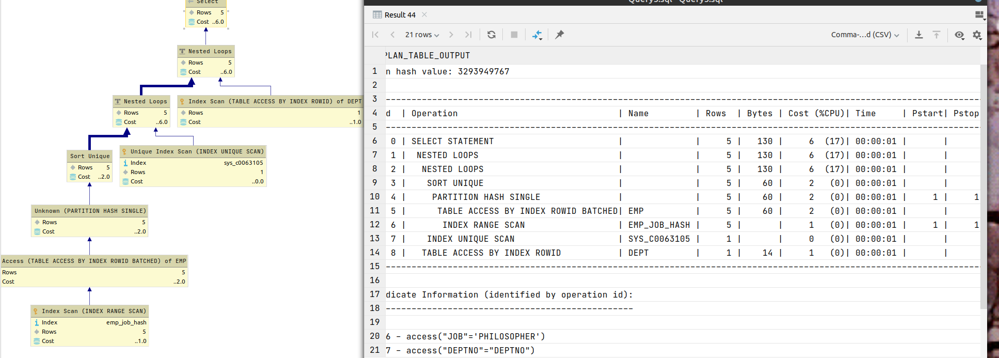 Select
Rows 5
Cost ..6.0
Nested Loops
Rows 5
Cost ..6.0
Nested Loops
Rows 5
Cost ..6.0
Index Scan (TABLE ACCESS BY INDEX ROWID) of DEPT
Rows 1
Cost ..1.0
Sort Unique
Rows 5
Cost ..2.0
Unique Index Scan (INDEX UNIQUE SCAN)
Index sys_c0063105
Rows 1
Cost ..0.0
Unknown (PARTITION HASH SINGLE)
Rows 5
Cost ..2.0
Access (TABLE ACCESS BY INDEX ROWID BATCHED) of EMP
Rows 5
Cost ..2.0
Index Scan (INDEX RANGE SCAN)
Index emp_job_hash
Rows 5
Cost ..1.0
Query5.sql - Query5.sql
Result 44
21 rows Comma-...d (CSV)
PLAN_TABLE_OUTPUT
1 n hash value: 3293949767
2
3 --------------------------------------------------------------------------------------------------------------------
4 d | Operation | Name | Rows | Bytes | Cost (%CPU)| Time | Pstart| Pstop
5 --------------------------------------------------------------------------------------------------------------------
6 0 | SELECT STATEMENT | | 5 | 130 | 6 (17)| 00:00:01 | |
7 1 | NESTED LOOPS | | 5 | 130 | 6 (17)| 00:00:01 | |
8 2 | NESTED LOOPS | | 5 | 130 | 6 (17)| 00:00:01 | |
9 3 | SORT UNIQUE | | 5 | 60 | 2 (0)| 00:00:01 | |
10 4 | PARTITION HASH SINGLE | | 5 | 60 | 2 (0)| 00:00:01 | 1 | 1
11 5 | TABLE ACCESS BY INDEX ROWID BATCHED| EMP | 5 | 60 | 2 (0)| 00:00:01 | |
12 6 | INDEX RANGE SCAN | EMP_JOB_HASH | 5 | | 1 (0)| 00:00:01 | 1 | 1
13 7 | INDEX UNIQUE SCAN | SYS_C0063105 | 1 | | 0 (0)| 00:00:01 | |
14 8 | TABLE ACCESS BY INDEX ROWID | DEPT | 1 | 14 | 1 (0)| 00:00:01 | |
15 --------------------------------------------------------------------------------------------------------------------
16
17 dicate Information (identified by operation id):
18 ------------------------------------------------
19
20 6 - access("JOB"='PHILOSOPHER')
21 7 - access("DEPTNO"="DEPTNO")